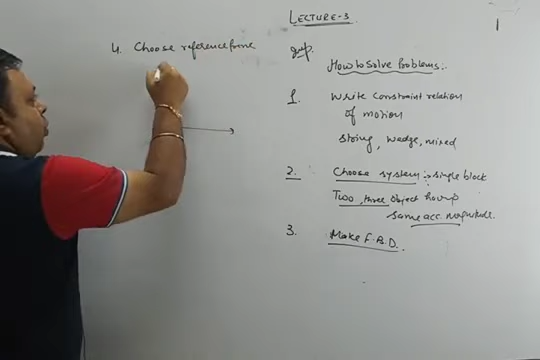 LECTURE-3
1
4. Choose reference frame
Imp.
How to solve Problems:-
1. Write constraint relation
of motion
string, wedge, mixed
2. Choose system :- single block
Two, three object having
same acc. magnitude.
3. Make F.B.D.